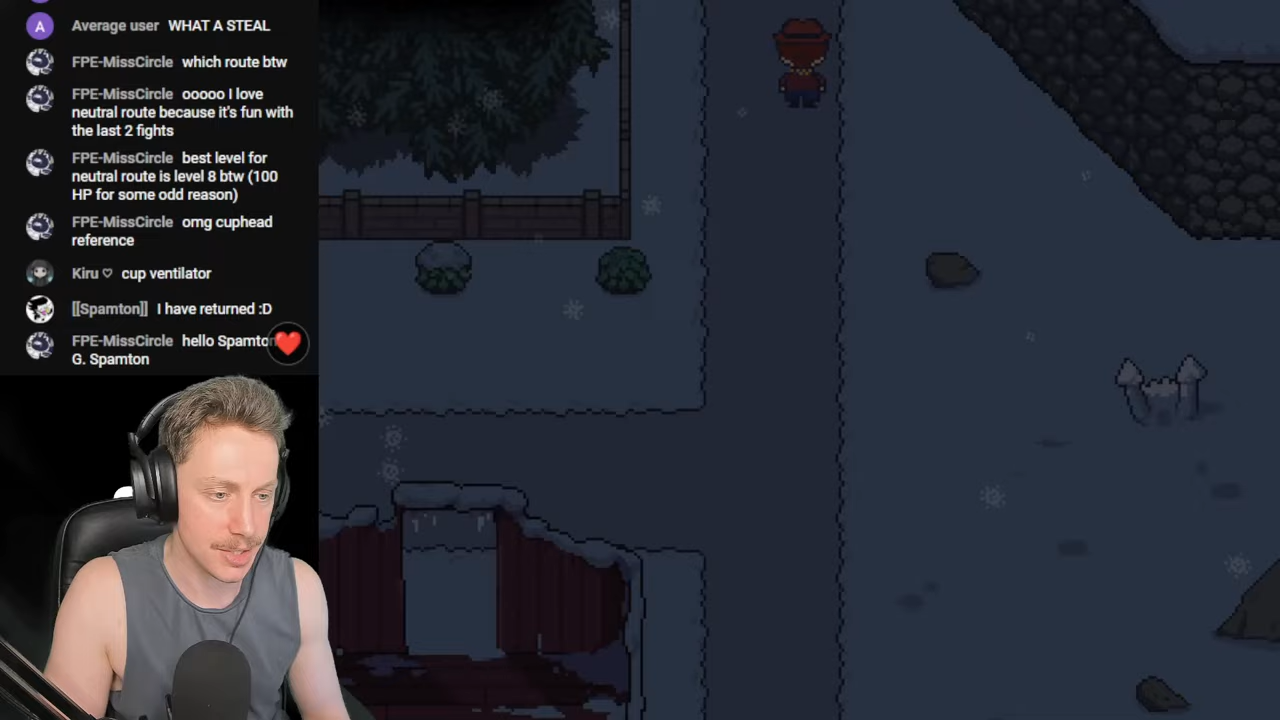 A
Average user WHAT A STEAL
FPE-MissCircle which route btw
FPE-MissCircle ooooo I love
neutral route because it's fun with
the last 2 fights
FPE-MissCircle best level for
neutral route is level 8 btw (100
HP for some odd reason)
FPE-MissCircle omg cuphead
reference
Kiru ♡ cup ventilator
[[Spamton]] I have returned :D
FPE-MissCircle hello Spamton
G. Spamton